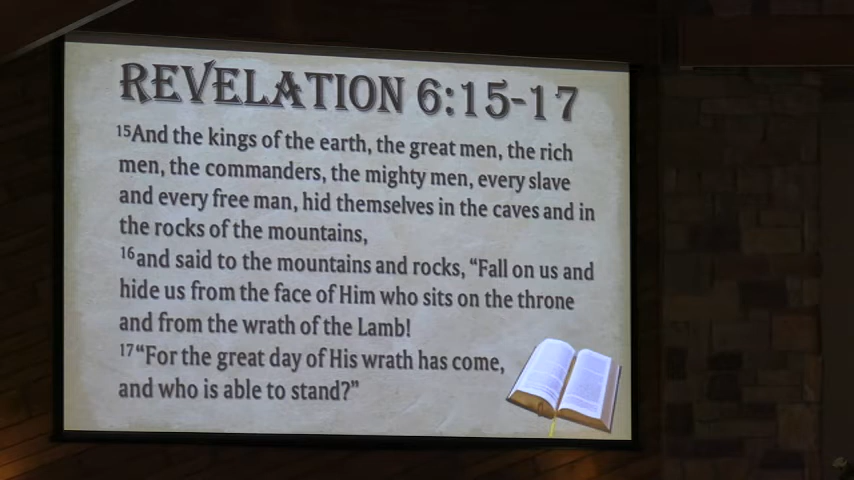 REVELATION 6:15-17
15And the kings of the earth, the great men, the rich
men, the commanders, the mighty men, every slave
and every free man, hid themselves in the caves and in
the rocks of the mountains,
16and said to the mountains and rocks, “Fall on us and
hide us from the face of Him who sits on the throne
and from the wrath of the Lamb!
17“For the great day of His wrath has come,
and who is able to stand?”